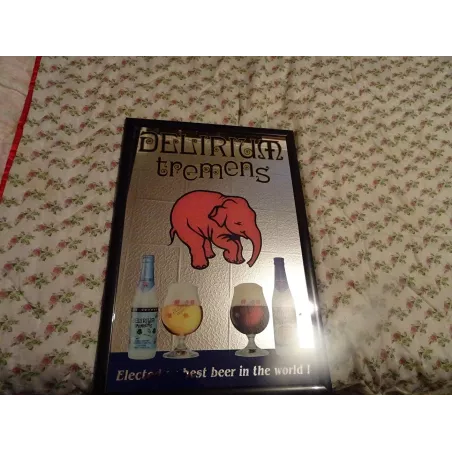 DELIRIUM
tremens
Elected best beer in the world !